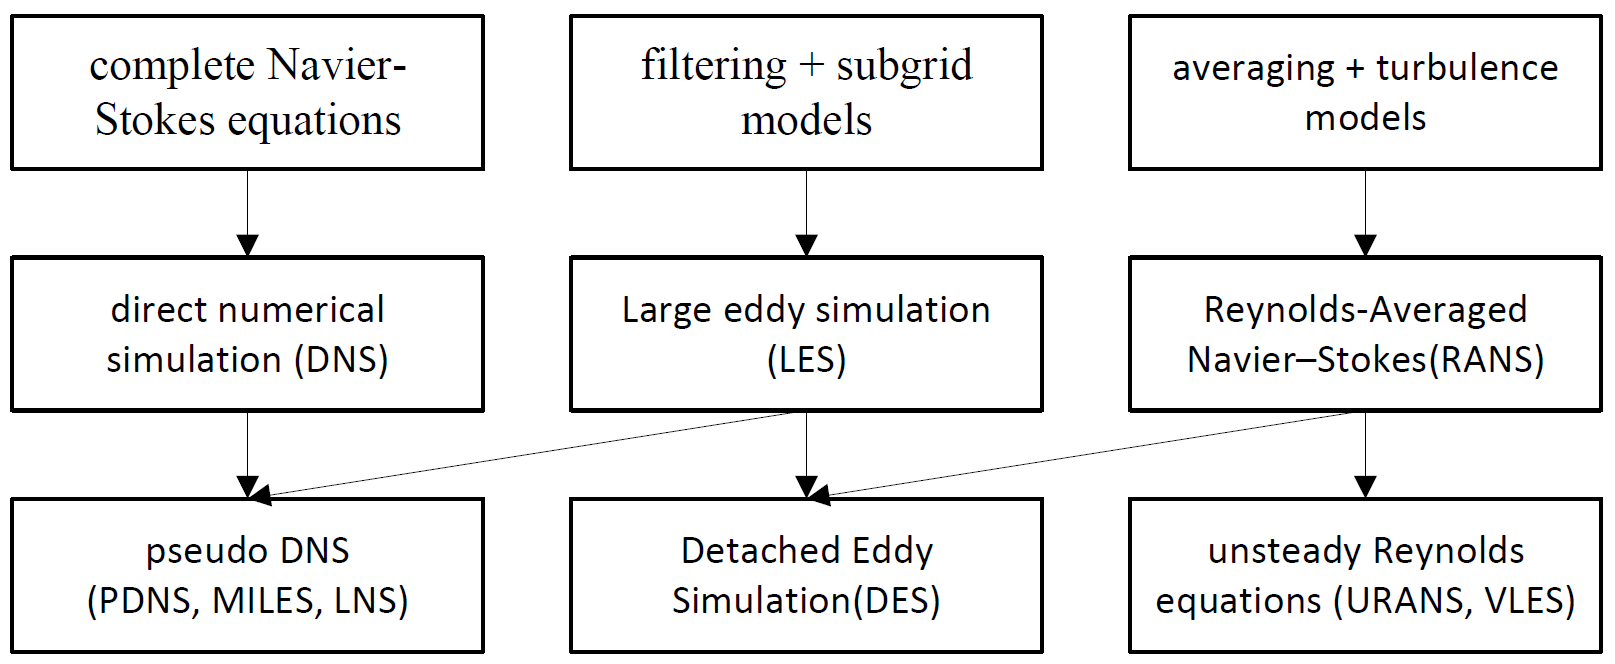 complete Navier-
Stokes equations
filtering + subgrid
models
averaging + turbulence
models
direct numerical
simulation (DNS)
Large eddy simulation
(LES)
Reynolds-Averaged
Navier–Stokes(RANS)
pseudo DNS
(PDNS, MILES, LNS)
Detached Eddy
Simulation(DES)
unsteady Reynolds
equations (URANS, VLES)